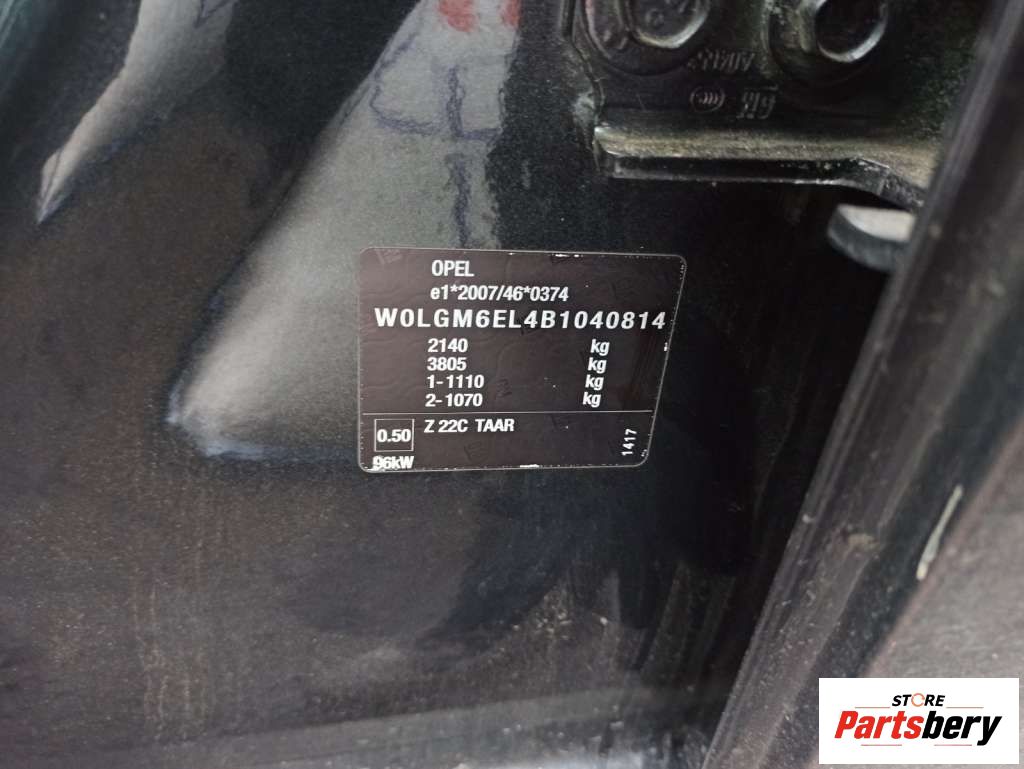 OPEL
e1*2007/46*0374
W0LGM6EL4B1040814
2140 kg
3805 kg
1-1110 kg
2-1070 kg
0.50 Z 22C TAAR
96kW
1417
STORE
Partsbery